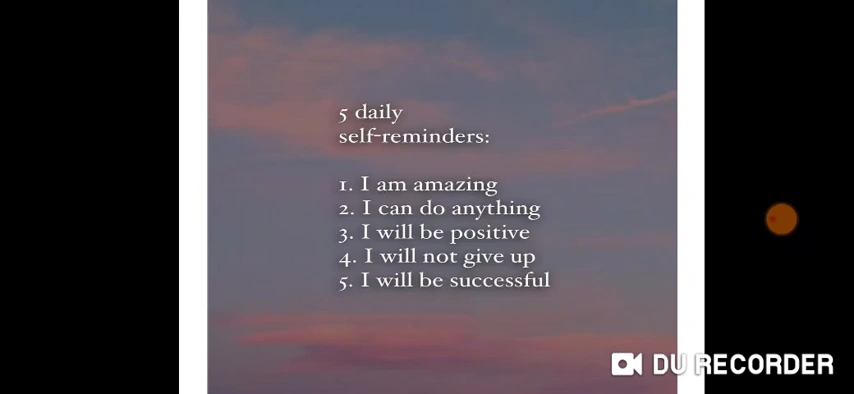 5 daily
self-reminders:
1. I am amazing
2. I can do anything
3. I will be positive
4. I will not give up
5. I will be successful
DU RECORDER